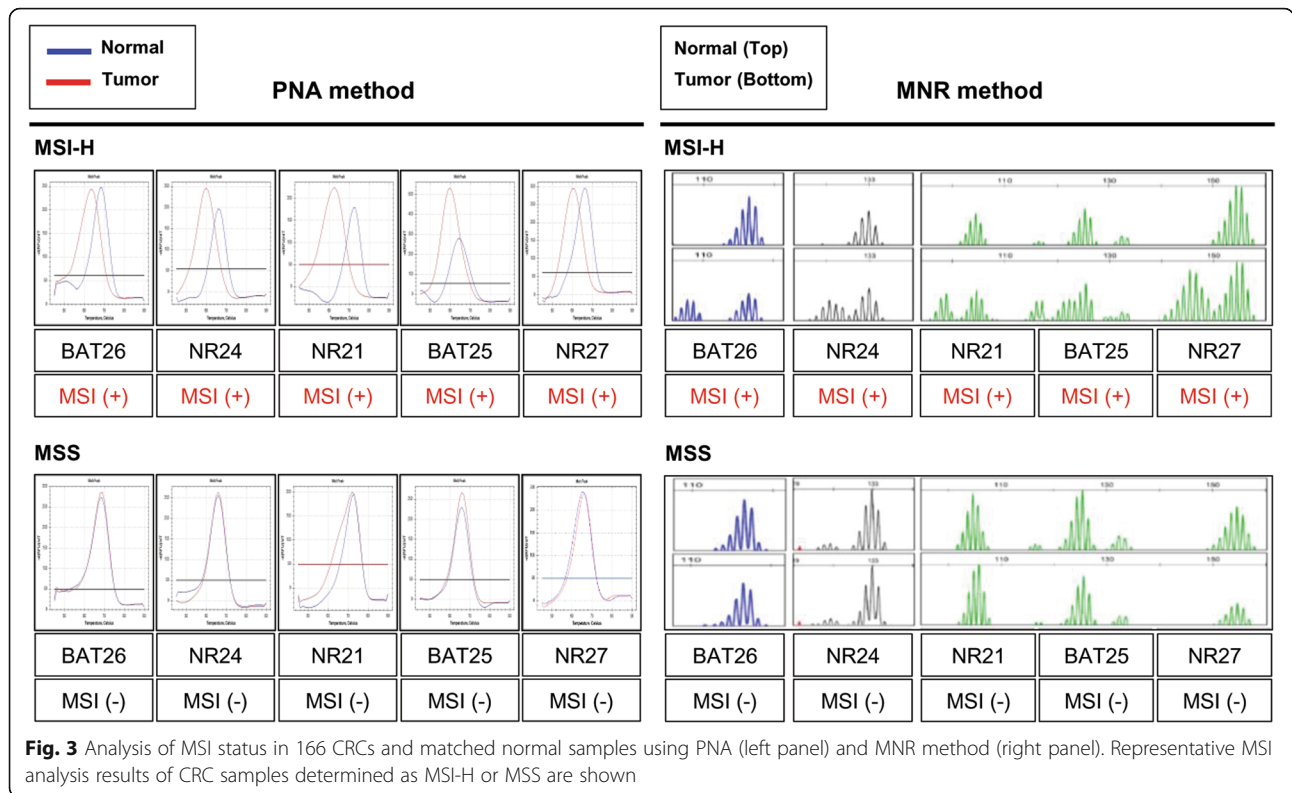 Normal
Tumor
PNA method
Normal (Top)
Tumor (Bottom)
MNR method
MSI-H
BAT26 NR24 NR21 BAT25 NR27
MSI (+) MSI (+) MSI (+) MSI (+) MSI (+)
MSS
BAT26 NR24 NR21 BAT25 NR27
MSI (-) MSI (-) MSI (-) MSI (-) MSI (-)
MSI-H
110 133 110 130 150
110 133 110 130 150
BAT26 NR24 NR21 BAT25 NR27
MSI (+) MSI (+) MSI (+) MSI (+) MSI (+)
MSS
110 133 110 130 150
110 133 110 130 150
BAT26 NR24 NR21 BAT25 NR27
MSI (-) MSI (-) MSI (-) MSI (-) MSI (-)
Fig. 3 Analysis of MSI status in 166 CRCs and matched normal samples using PNA (left panel) and MNR method (right panel). Representative MSI
analysis results of CRC samples determined as MSI-H or MSS are shown